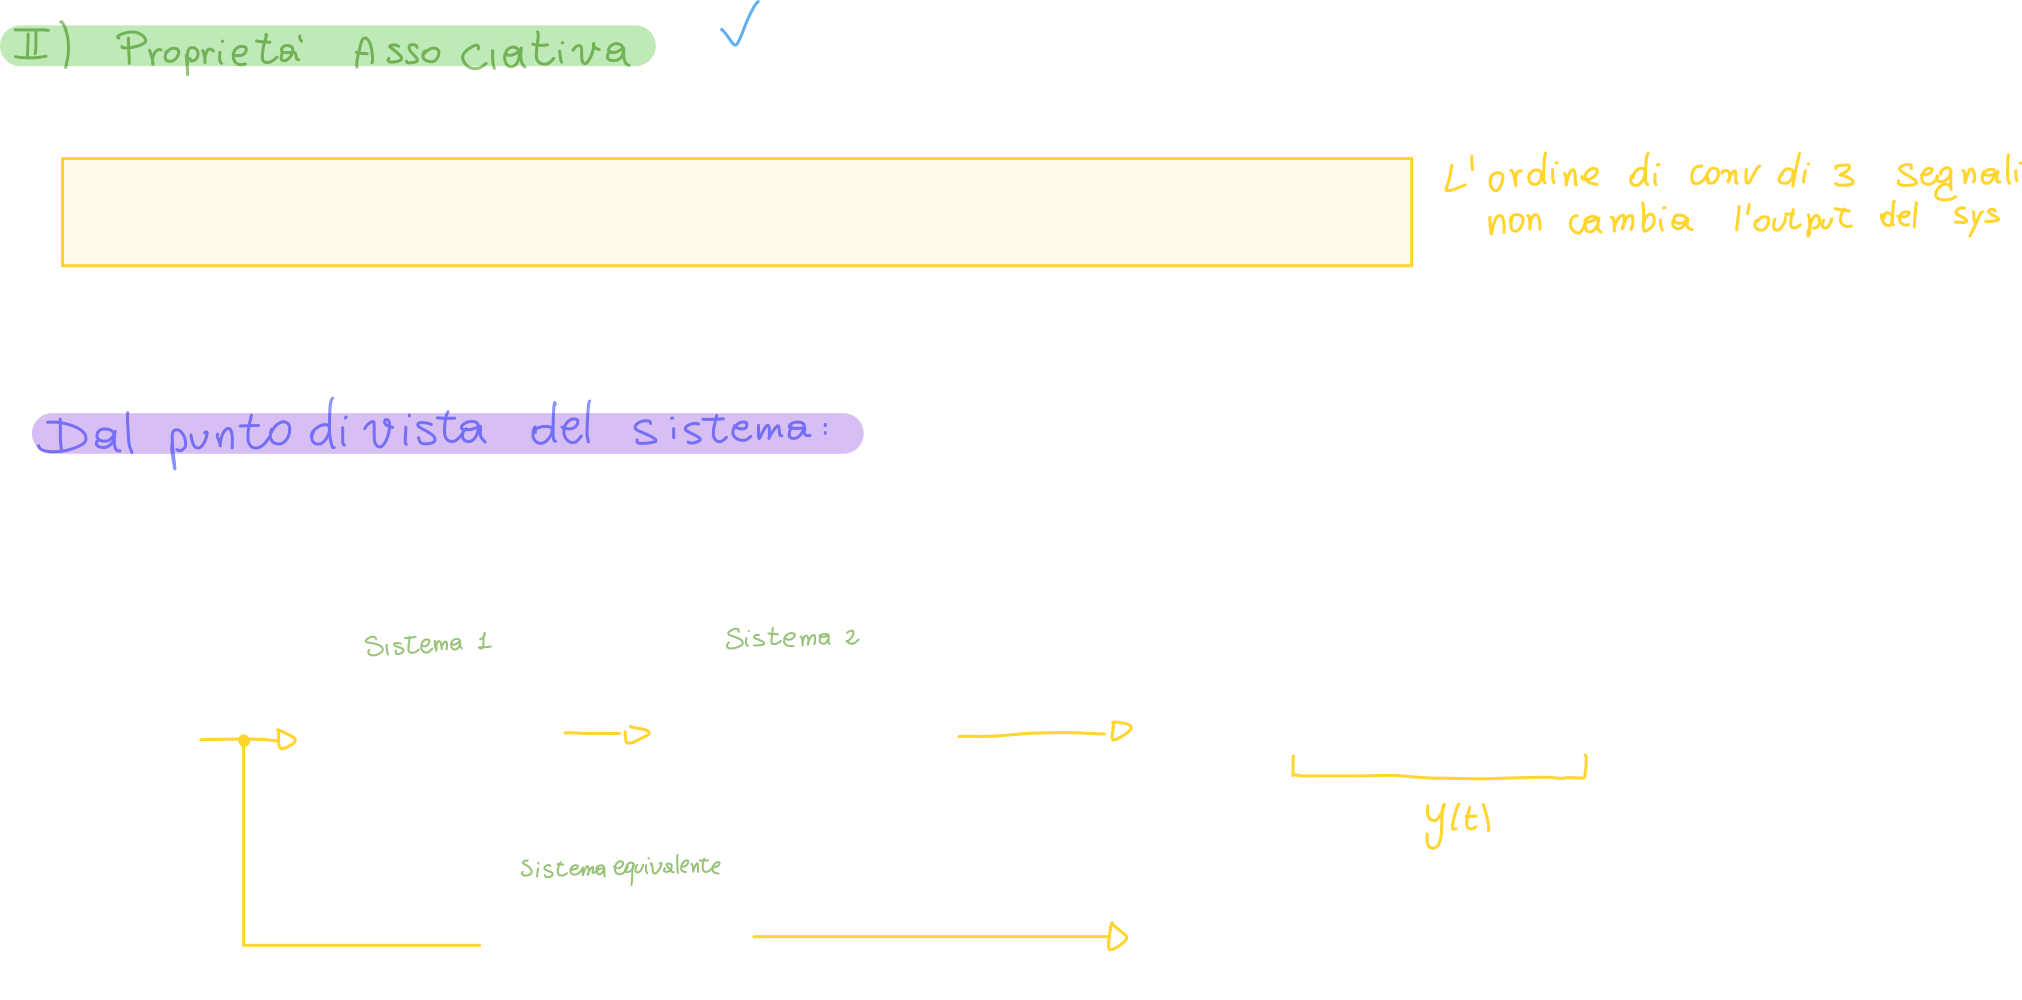 II) Proprietà Associativa
L'ordine di conv di 3 segnali
non cambia l'output del sys
Dal punto di vista del sistema:
Sistema 1
Sistema 2
y(t)
Sistema equivalente